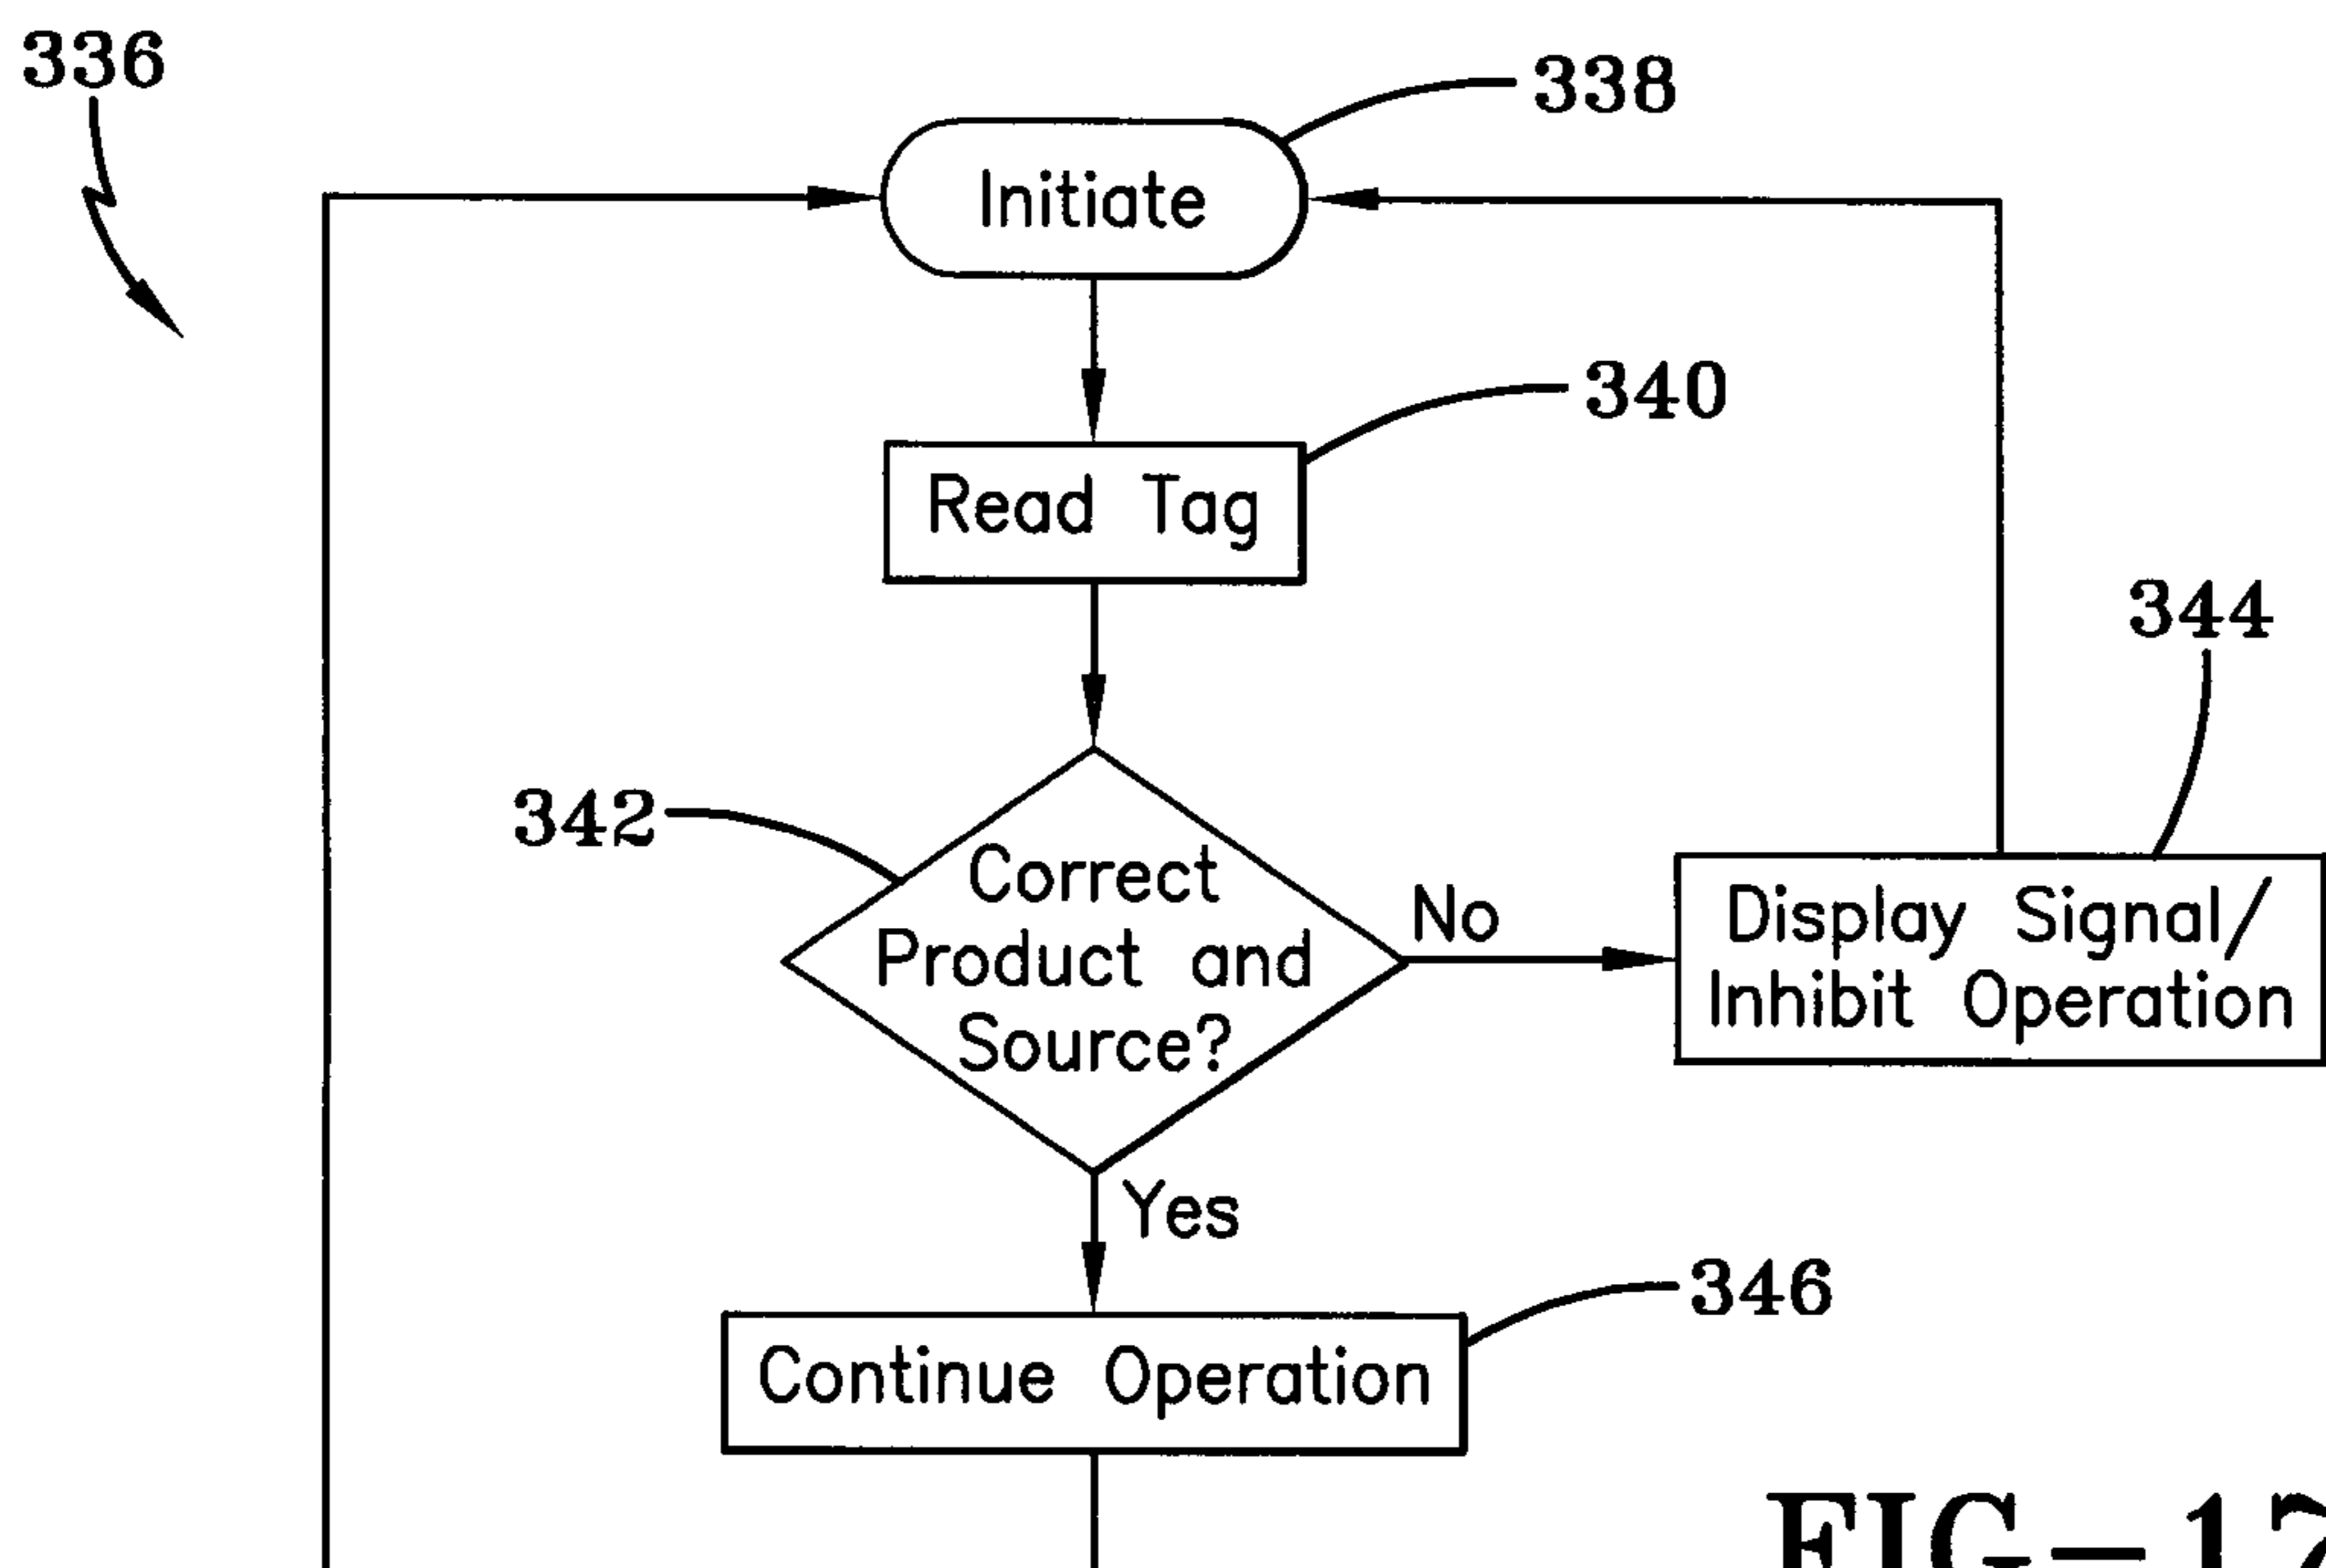 336
338
Initiate
340
Read Tag
344
342
Correct
Product and
Source?
No
Display Signal/
Inhibit Operation
Yes
346
Continue Operation